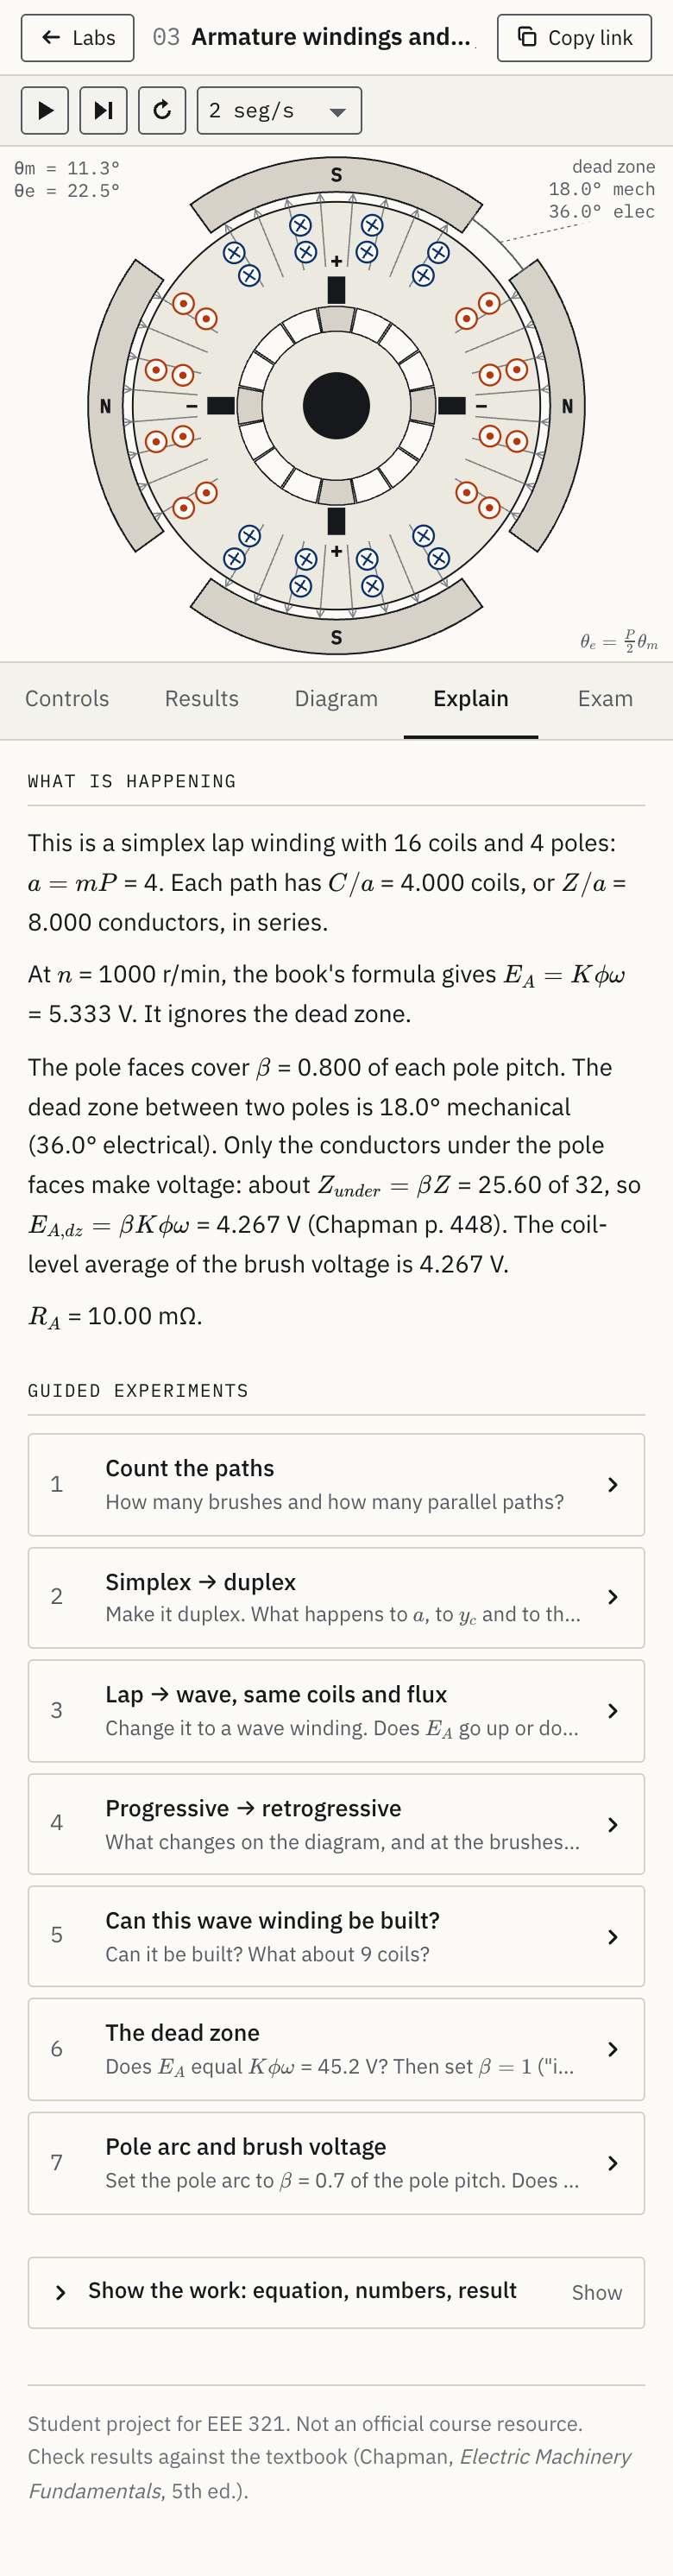 Labs
03 Armature windings and...
Copy link
2 seg/s
θm = 11.3°
θe = 22.5°
dead zone
18.0° mech
36.0° elec
S
+
N
−
−
N
+
S
θₑ = P/2 θₘ
Controls
Results
Diagram
Explain
Exam
WHAT IS HAPPENING
This is a simplex lap winding with 16 coils and 4 poles:
a = mP = 4. Each path has C/a = 4.000 coils, or Z/a =
8.000 conductors, in series.
At n = 1000 r/min, the book's formula gives E_A = Kϕω
= 5.333 V. It ignores the dead zone.
The pole faces cover β = 0.800 of each pole pitch. The
dead zone between two poles is 18.0° mechanical
(36.0° electrical). Only the conductors under the pole
faces make voltage: about Z_under = βZ = 25.60 of 32, so
E_A,dz = βKϕω = 4.267 V (Chapman p. 448). The coil-
level average of the brush voltage is 4.267 V.
R_A = 10.00 mΩ.
GUIDED EXPERIMENTS
1
Count the paths
How many brushes and how many parallel paths?
2
Simplex → duplex
Make it duplex. What happens to a, to y_c and to th...
3
Lap → wave, same coils and flux
Change it to a wave winding. Does E_A go up or do...
4
Progressive → retrogressive
What changes on the diagram, and at the brushes...
5
Can this wave winding be built?
Can it be built? What about 9 coils?
6
The dead zone
Does E_A equal Kϕω = 45.2 V? Then set β = 1 ("i...
7
Pole arc and brush voltage
Set the pole arc to β = 0.7 of the pole pitch. Does ...
Show the work: equation, numbers, result
Show
Student project for EEE 321. Not an official course resource.
Check results against the textbook (Chapman, Electric Machinery
Fundamentals, 5th ed.).